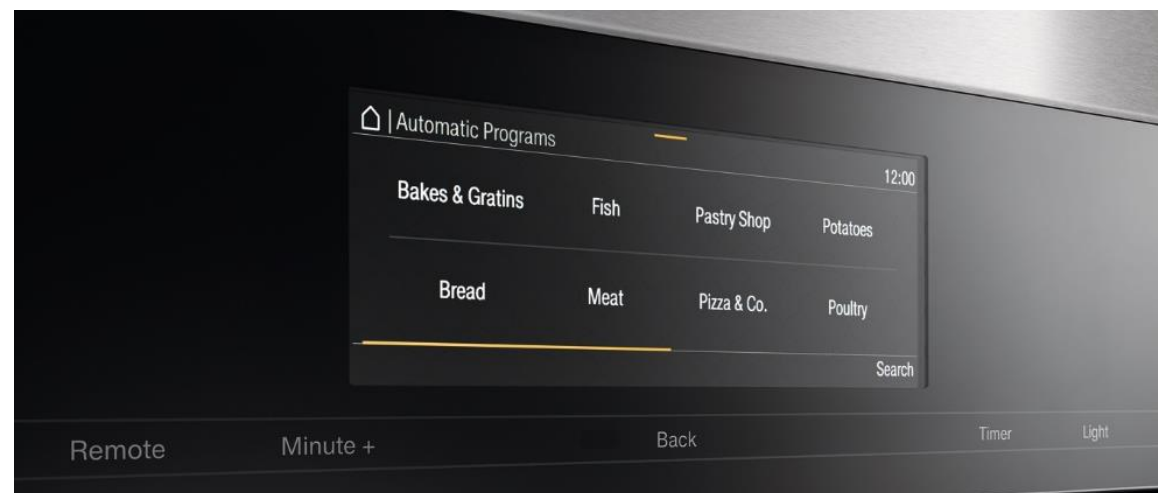 | Automatic Programs
12:00
Bakes & Gratins Fish Pastry Shop Potatoes
Bread Meat Pizza & Co. Poultry
Search
Remote Minute + Back Timer Light